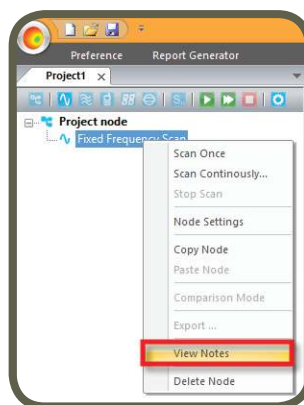 Preference Report Generator
Project1 x
Project node
Fixed Frequency Scan
Scan Once
Scan Continously...
Stop Scan
Node Settings
Copy Node
Paste Node
Comparison Mode
Export ...
View Notes
Delete Node